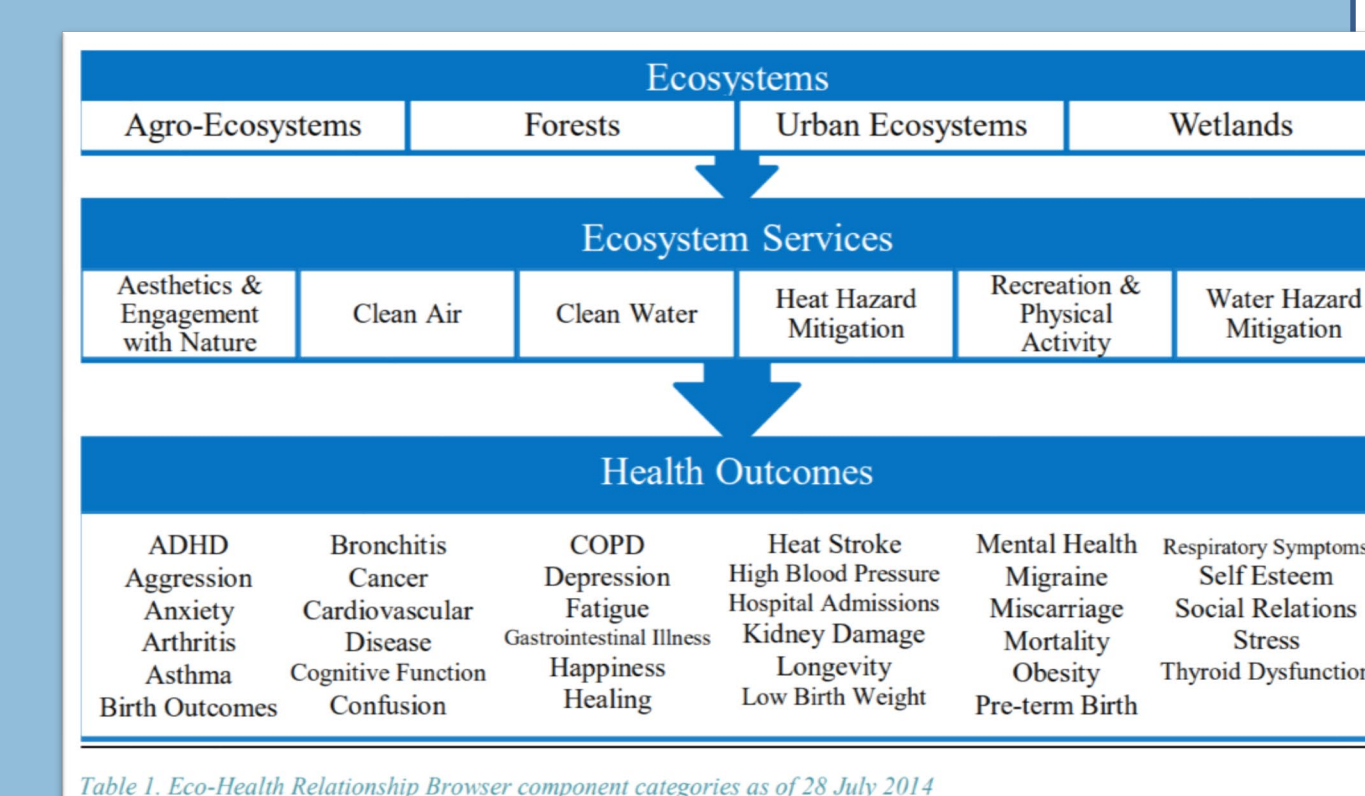 Ecosystems
Agro-Ecosystems
Forests
Urban Ecosystems
Wetlands
Ecosystem Services
Aesthetics &
Engagement
with Nature
Clean Air
Clean Water
Heat Hazard
Mitigation
Recreation &
Physical
Activity
Water Hazard
Mitigation
Health Outcomes
ADHD
Aggression
Anxiety
Arthritis
Asthma
Birth Outcomes
Bronchitis
Cancer
Cardiovascular
Disease
Cognitive Function
Confusion
COPD
Depression
Fatigue
Gastrointestinal Illness
Happiness
Healing
Heat Stroke
High Blood Pressure
Hospital Admissions
Kidney Damage
Longevity
Low Birth Weight
Mental Health
Migraine
Miscarriage
Mortality
Obesity
Pre-term Birth
Respiratory Symptoms
Self Esteem
Social Relations
Stress
Thyroid Dysfunction
Table 1. Eco-Health Relationship Browser component categories as of 28 July 2014